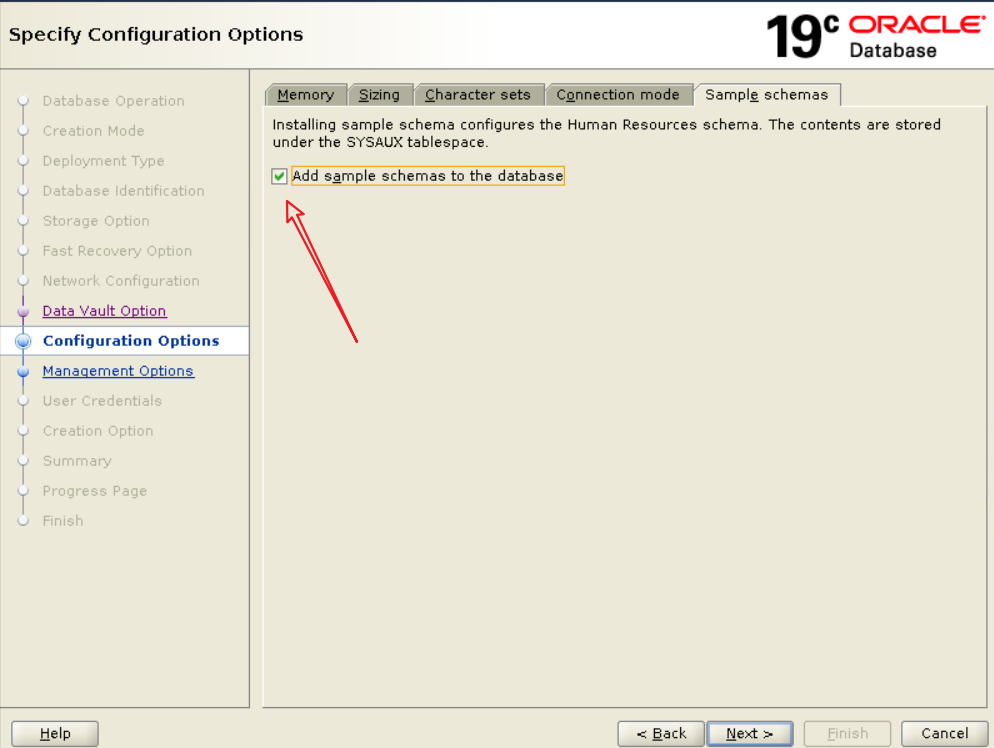 Specify Configuration Options
19c ORACLE
Database
Database Operation
Creation Mode
Deployment Type
Database Identification
Storage Option
Fast Recovery Option
Network Configuration
Data Vault Option
Configuration Options
Management Options
User Credentials
Creation Option
Summary
Progress Page
Finish
Memory Sizing Character sets Connection mode Sample schemas
Installing sample schema configures the Human Resources schema. The contents are stored
under the SYSAUX tablespace.
Add sample schemas to the database
Help < Back Next > Finish Cancel